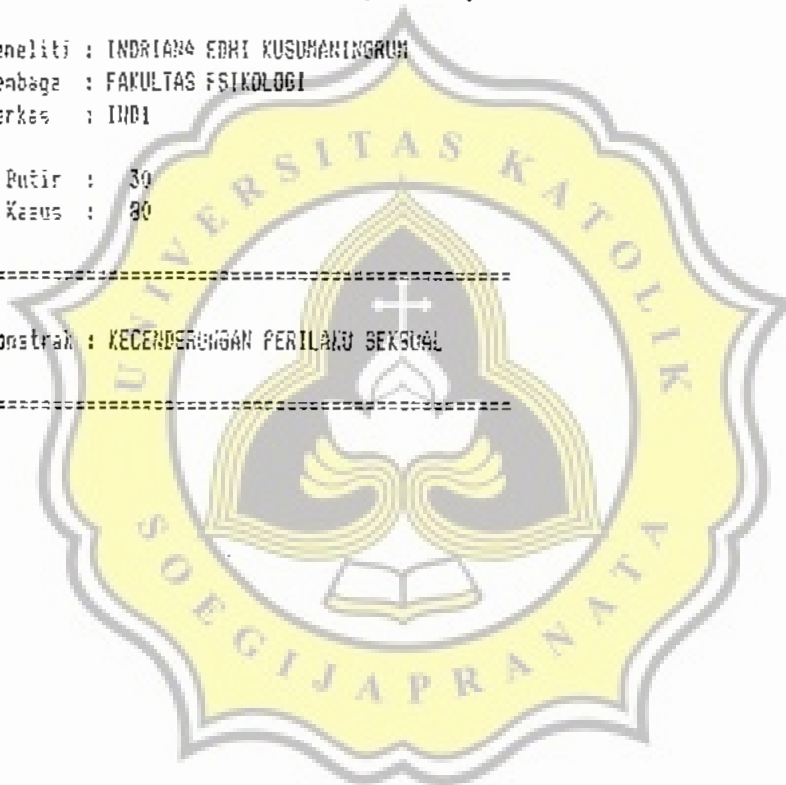 eneliti : INDRIANA EDHI KUSUMANINGRUM
embaga : FAKULTAS PSIKOLOGI
erkas : IND1
Butir : 30
Kasus : 80
==================================================
onstrak : KECENDERUNGAN PERILAKU SEKSUAL
==================================================
UNIVERSITAS KATOLIK
SOEGIJAPRANATA